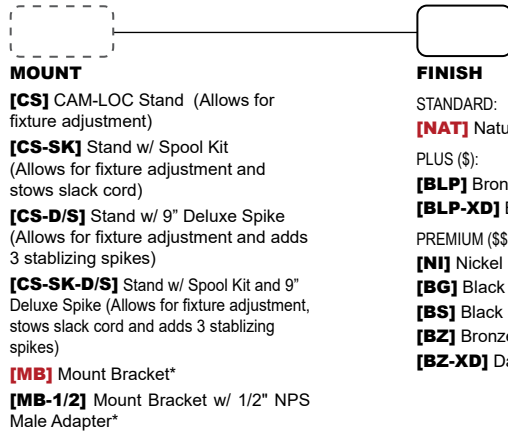 MOUNT
[CS] CAM-LOC Stand (Allows for
fixture adjustment)
[CS-SK] Stand w/ Spool Kit
(Allows for fixture adjustment and
stows slack cord)
[CS-D/S] Stand w/ 9” Deluxe Spike
(Allows for fixture adjustment and adds
3 stablizing spikes)
[CS-SK-D/S] Stand w/ Spool Kit and 9”
Deluxe Spike (Allows for fixture adjustment,
stows slack cord and adds 3 stablizing
spikes)
[MB] Mount Bracket*
[MB-1/2] Mount Bracket w/ 1/2" NPS
Male Adapter*
FINISH
STANDARD:
[NAT]
PLUS ($):
[BLP]
[BLP-XD]
PREMIUM ($$
[NI] Nickel
[BG] Black
[BS] Black
[BZ] Bronze
[BZ-XD]